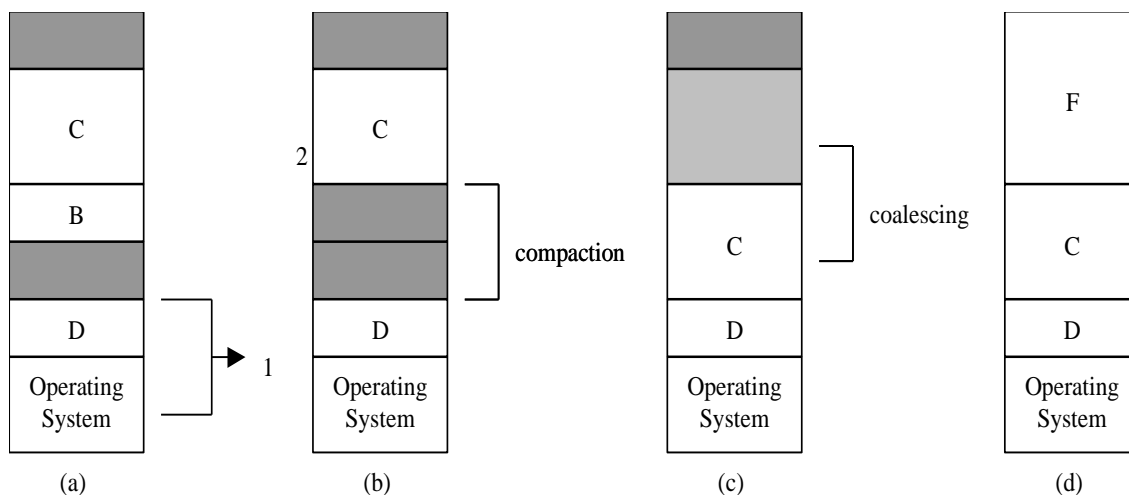 C
B
D
Operating
System
(a)
1
2
C
compaction
D
Operating
System
(b)
C
coalescing
D
Operating
System
(c)
F
C
D
Operating
System
(d)